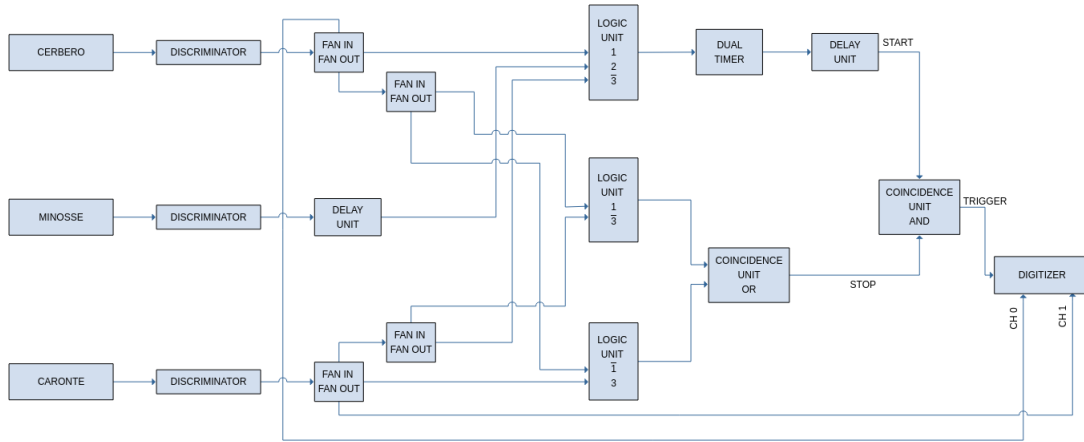 CERBERO
DISCRIMINATOR
FAN IN
FAN OUT
FAN IN
FAN OUT
LOGIC
UNIT
1
2
3̅
DUAL
TIMER
DELAY
UNIT
START
MINOSSE
DISCRIMINATOR
DELAY
UNIT
LOGIC
UNIT
1
3̅
COINCIDENCE
UNIT
AND
TRIGGER
COINCIDENCE
UNIT
OR
STOP
DIGITIZER
CH 0
CH 1
FAN IN
FAN OUT
CARONTE
DISCRIMINATOR
FAN IN
FAN OUT
LOGIC
UNIT
1̅
3